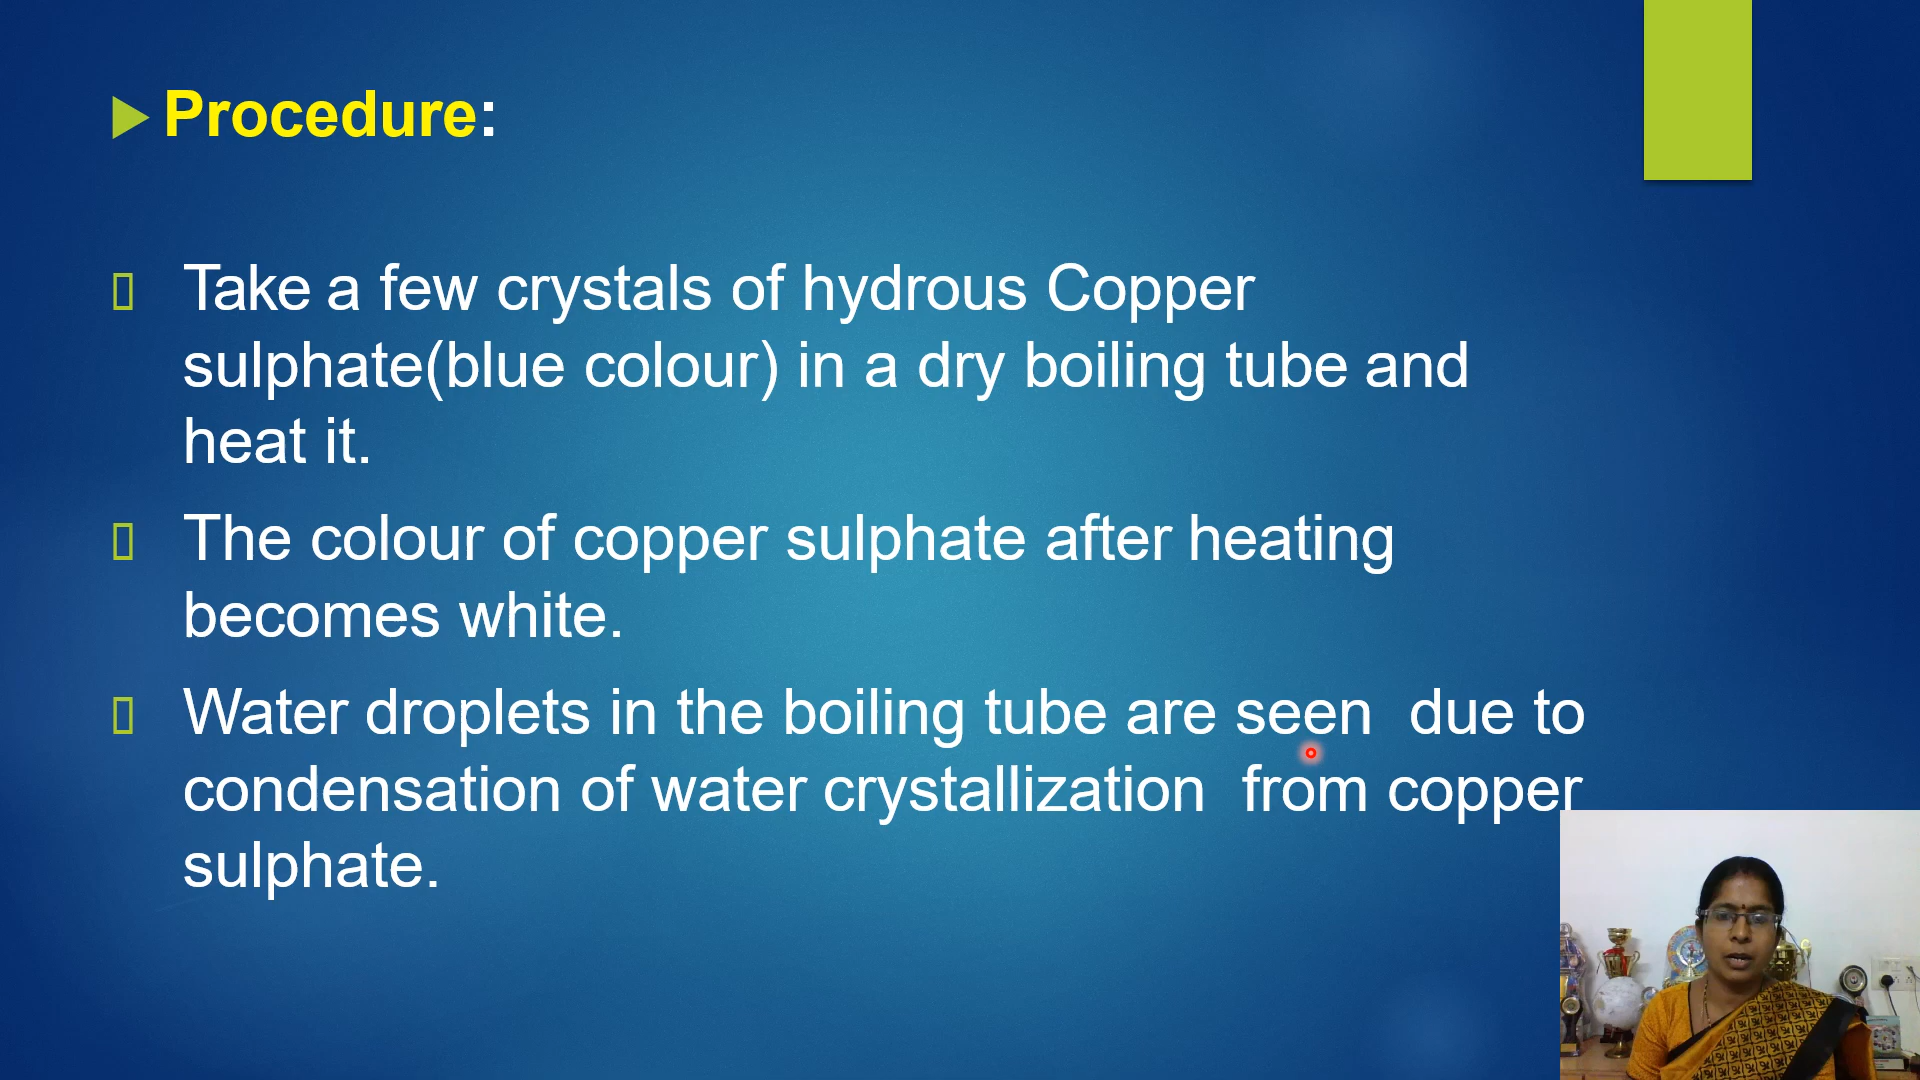 Procedure:
Take a few crystals of hydrous Copper
sulphate(blue colour) in a dry boiling tube and
heat it.
The colour of copper sulphate after heating
becomes white.
Water droplets in the boiling tube are seen  due to
condensation of water crystallization  from copper
sulphate.